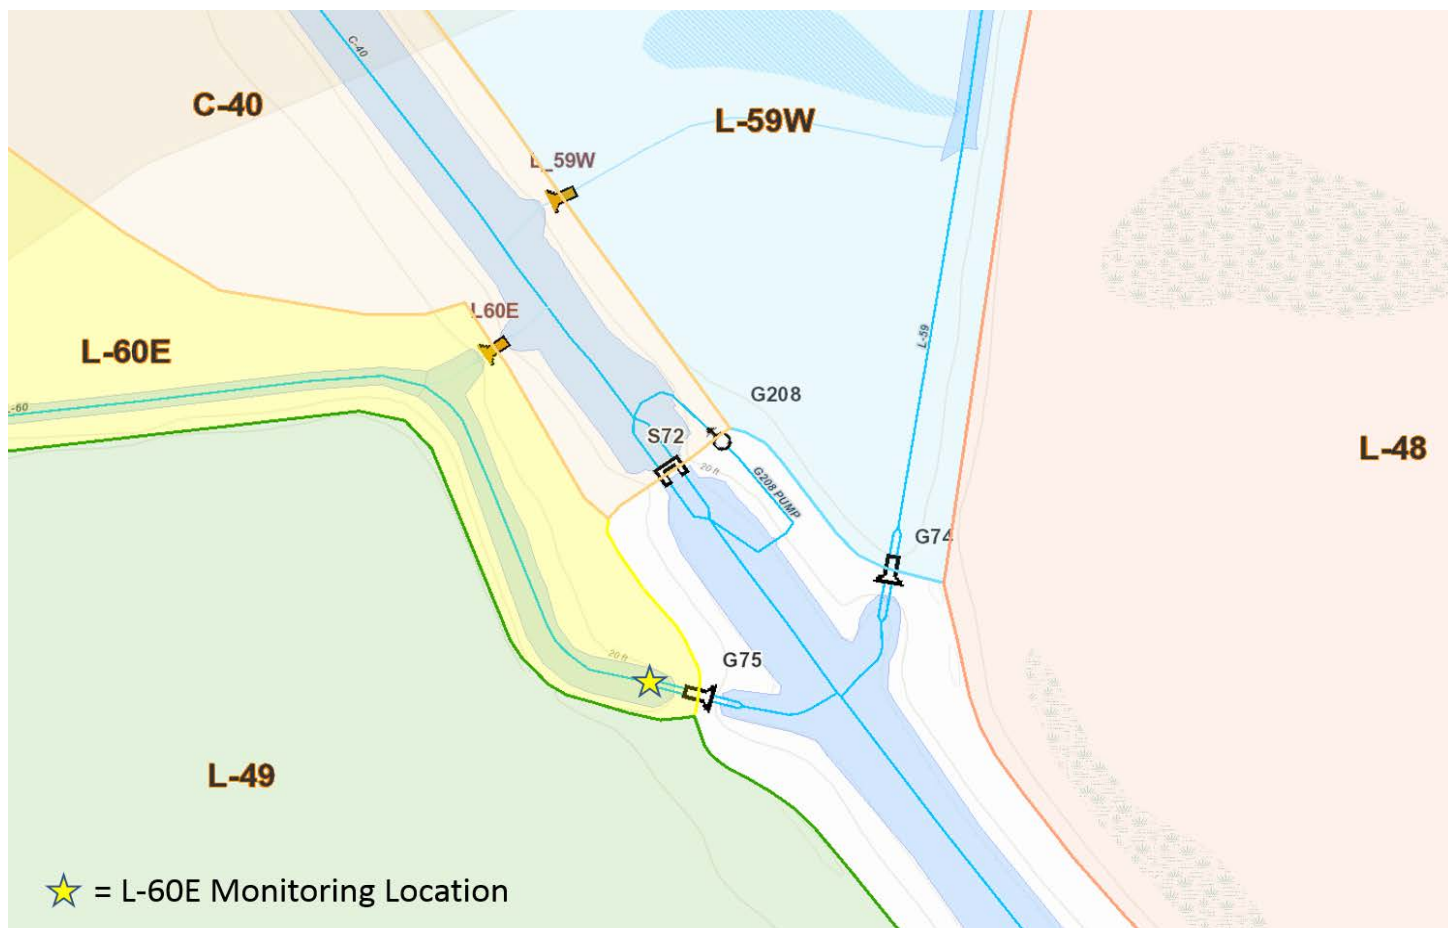 C-40
C-40
L-59W
L_59W
L60E
L-60E
L-59
L-60
G208
S72
20 ft
G208 PUMP
L-48
G74
20 ft
G75
L-49
= L-60E Monitoring Location